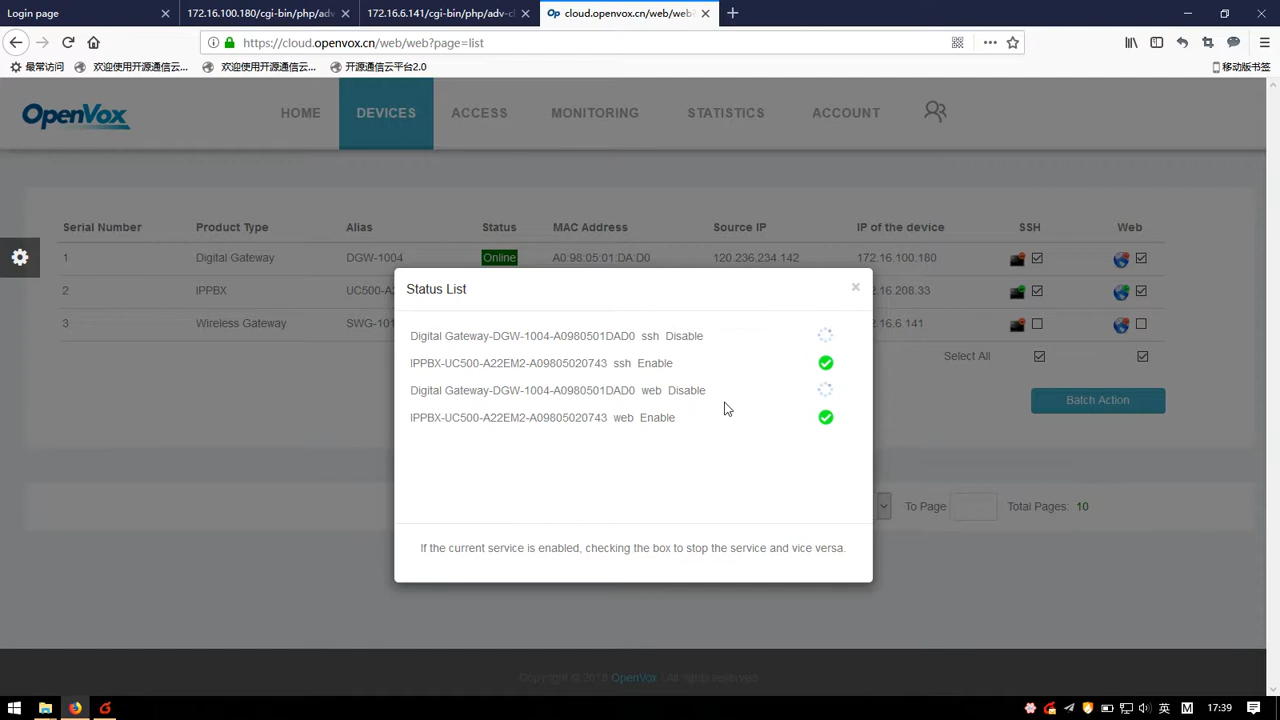 Login page
172.16.100.180/cgi-bin/php/adv
172.16.6.141/cgi-bin/php/adv-c
cloud.openvox.cn/web/web?
https://cloud.openvox.cn/web/web?page=list
最常访问
欢迎使用开源通信云...
欢迎使用开源通信云...
开源通信云平台2.0
移动版书签
OpenVox
HOME
DEVICES
ACCESS
MONITORING
STATISTICS
ACCOUNT
Serial Number Product Type Alias Status MAC Address Source IP IP of the device SSH Web
1 Digital Gateway DGW-1004 Online A0:98:05:01:DA:D0 120.236.234.142 172.16.100.180
2 IPPBX UC500-A 2.16.208.33
3 Wireless Gateway SWG-101 2.16.6.141
Select All
Batch Action
Status List
×
Digital Gateway-DGW-1004-A0980501DAD0 ssh Disable
IPPBX-UC500-A22EM2-A09805020743 ssh Enable
Digital Gateway-DGW-1004-A0980501DAD0 web Disable
IPPBX-UC500-A22EM2-A09805020743 web Enable
If the current service is enabled, checking the box to stop the service and vice versa.
To Page
Total Pages: 10
Copyright © 2018 OpenVox . All rights reserved.
英
M
17:39